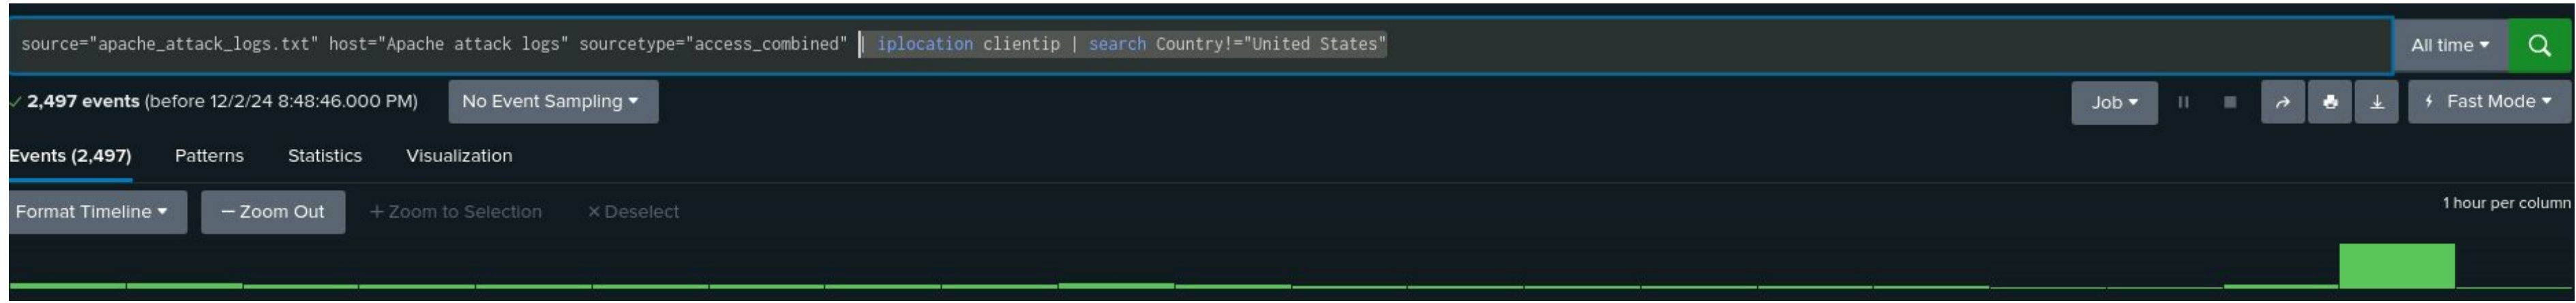 source="apache_attack_logs.txt" host="Apache attack logs" sourcetype="access_combined" | iplocation clientip | search Country!="United States" All time
2,497 events (before 12/2/24 8:48:46.000 PM) No Event Sampling Job Fast Mode
Events (2,497) Patterns Statistics Visualization
Format Timeline — Zoom Out + Zoom to Selection × Deselect 1 hour per column